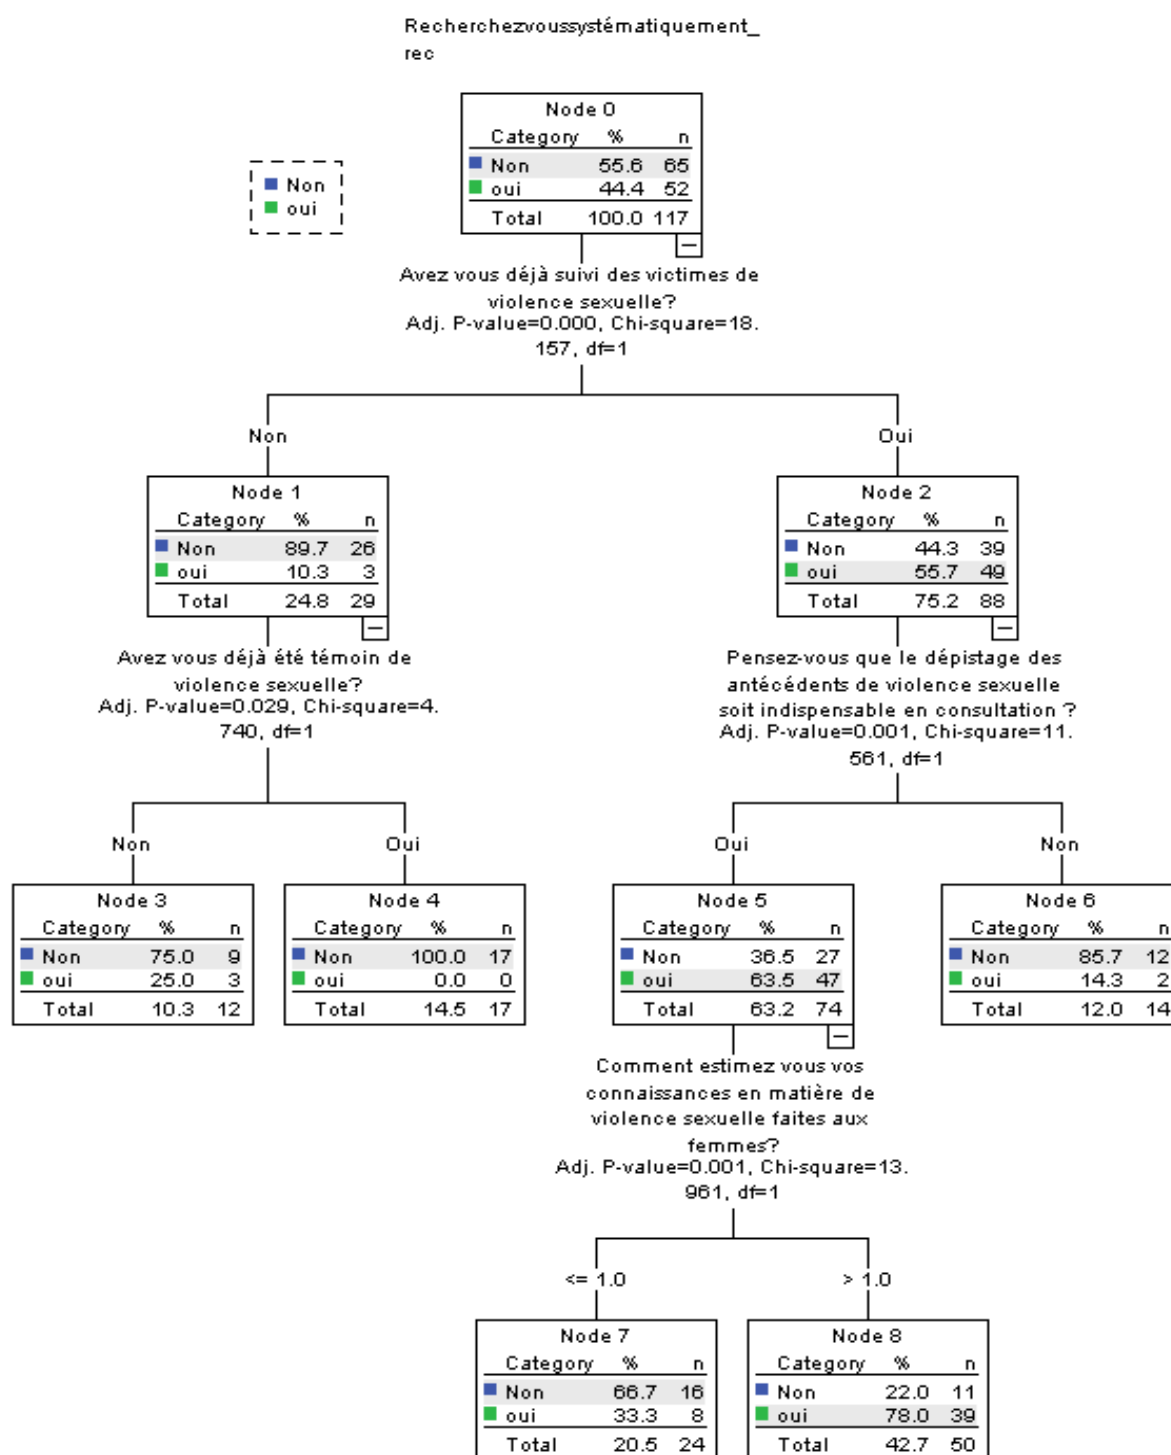 Recherchezvoussystématiquement_
rec
Node 0
Category % n
Non 55.6 65
oui 44.4 52
Total 100.0 117
Non
oui
Avez vous déjà suivi des victimes de
violence sexuelle?
Adj. P-value=0.000, Chi-square=18.
157, df=1
Non
Oui
Node 1
Category % n
Non 89.7 26
oui 10.3 3
Total 24.8 29
Node 2
Category % n
Non 44.3 39
oui 55.7 49
Total 75.2 88
Avez vous déjà été témoin de
violence sexuelle?
Adj. P-value=0.029, Chi-square=4.
740, df=1
Pensez-vous que le dépistage des
antécédents de violence sexuelle
soit indispensable en consultation ?
Adj. P-value=0.001, Chi-square=11.
561, df=1
Non
Oui
Oui
Non
Node 3
Category % n
Non 75.0 9
oui 25.0 3
Total 10.3 12
Node 4
Category % n
Non 100.0 17
oui 0.0 0
Total 14.5 17
Node 5
Category % n
Non 36.5 27
oui 63.5 47
Total 63.2 74
Node 6
Category % n
Non 85.7 12
oui 14.3 2
Total 12.0 14
Comment estimez vous vos
connaissances en matière de
violence sexuelle faites aux
femmes?
Adj. P-value=0.001, Chi-square=13.
961, df=1
<= 1.0
> 1.0
Node 7
Category % n
Non 66.7 16
oui 33.3 8
Total 20.5 24
Node 8
Category % n
Non 22.0 11
oui 78.0 39
Total 42.7 50